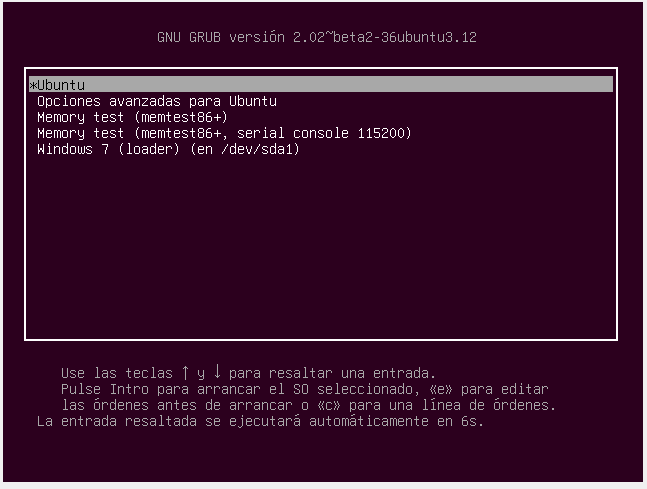 GNU GRUB versión 2.02~beta2-36ubuntu3.12
*Ubuntu
Opciones avanzadas para Ubuntu
Memory test (memtest86+)
Memory test (memtest86+, serial console 115200)
Windows 7 (loader) (en /dev/sda1)
Use las teclas ↑ y ↓ para resaltar una entrada.
Pulse Intro para arrancar el SO seleccionado, «e» para editar
las órdenes antes de arrancar o «c» para una línea de órdenes.
La entrada resaltada se ejecutará automáticamente en 6s.